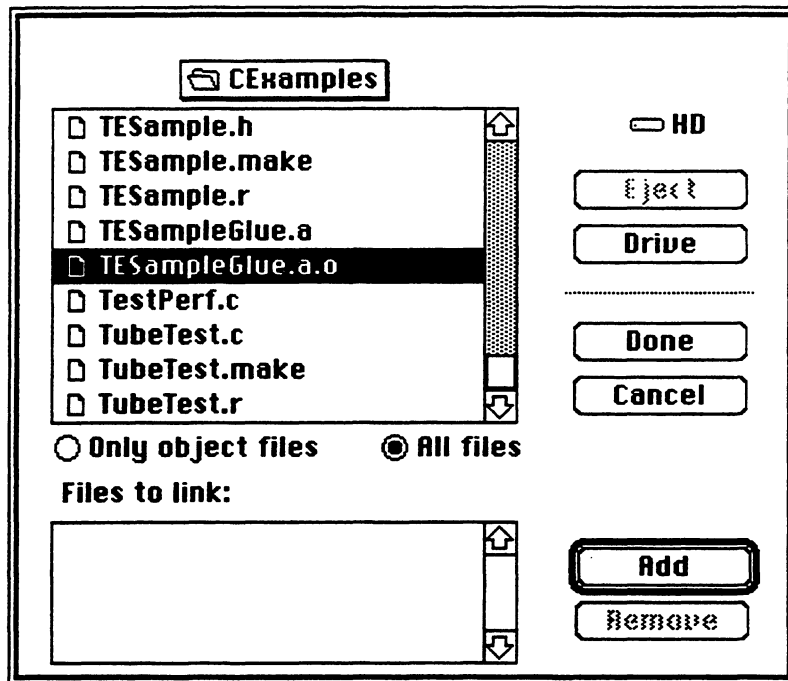 CExamples
TESample.h
TESample.make
TESample.r
TESampleGlue.a
TESampleGlue.a.o
TestPerf.c
TubeTest.c
TubeTest.make
TubeTest.r
HD
Eject
Drive
Done
Cancel
Only object files
All files
Files to link:
Add
Remove